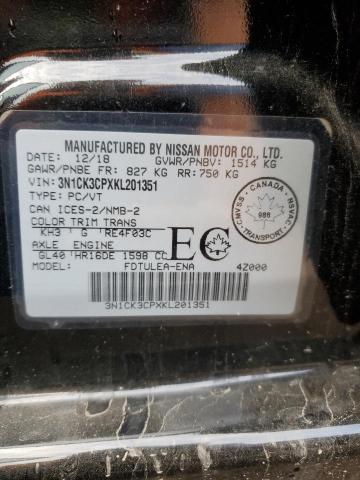 MANUFACTURED BY NISSAN MOTOR CO., LTD.
DATE: 12/18 GVWR/PNBV: 1514 KG
GAWR/PNBE FR: 827 KG RR: 750 KG
VIN: 3N1CK3CPXKL201351
TYPE: PC/VT
CAN ICES-2/NMB-2
COLOR TRIM TRANS
KH3 G RE4F03C
AXLE ENGINE
GL40 HR16DE 1598 CC
MODEL: FDTULEA-ENA 4Z000
3N1CK3CPXKL201351
EC
CANADA
CMVSS
NSVAC
988
TRANSPORT